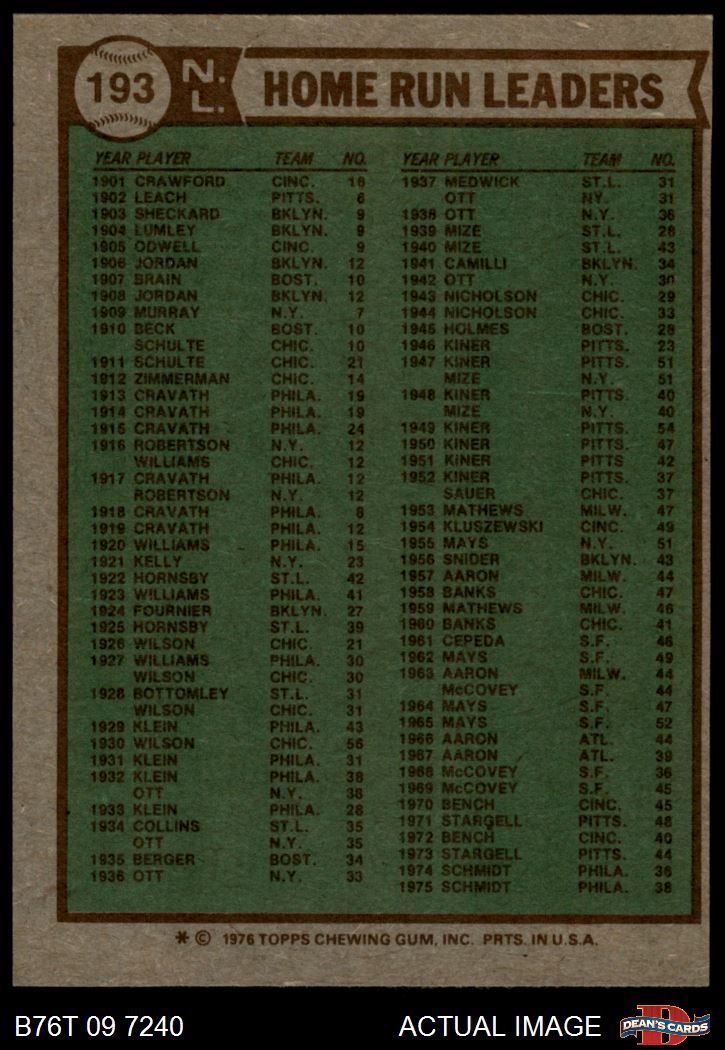 193 N.L. HOME RUN LEADERS
YEAR PLAYER TEAM NO.
1901 CRAWFORD CINC. 16
1902 LEACH PITTS. 6
1903 SHECKARD BKLYN. 9
1904 LUMLEY BKLYN. 9
1905 ODWELL CINC. 9
1906 JORDAN BKLYN. 12
1907 BRAIN BOST. 10
1908 JORDAN BKLYN. 12
1909 MURRAY N.Y. 7
1910 BECK BOST. 10
SCHULTE CHIC. 10
1911 SCHULTE CHIC. 21
1912 ZIMMERMAN CHIC. 14
1913 CRAVATH PHILA. 19
1914 CRAVATH PHILA. 19
1915 CRAVATH PHILA. 24
1916 ROBERTSON N.Y. 12
WILLIAMS CHIC. 12
1917 CRAVATH PHILA. 12
ROBERTSON N.Y. 12
1918 CRAVATH PHILA. 8
1919 CRAVATH PHILA. 12
1920 WILLIAMS PHILA. 15
1921 KELLY N.Y. 23
1922 HORNSBY ST.L. 42
1923 WILLIAMS PHILA. 41
1924 FOURNIER BKLYN. 27
1925 HORNSBY ST.L. 39
1926 WILSON CHIC. 21
1927 WILLIAMS PHILA. 30
WILSON CHIC. 30
1928 BOTTOMLEY ST.L. 31
WILSON CHIC. 31
1929 KLEIN PHILA. 43
1930 WILSON CHIC. 56
1931 KLEIN PHILA. 31
1932 KLEIN PHILA. 38
OTT N.Y. 38
1933 KLEIN PHILA. 28
1934 COLLINS ST.L. 35
OTT N.Y. 35
1935 BERGER BOST. 34
1936 OTT N.Y. 33
YEAR PLAYER TEAM NO.
1937 MEDWICK ST.L. 31
OTT NY. 31
1938 OTT N.Y. 36
1939 MIZE ST.L. 28
1940 MIZE ST.L. 43
1941 CAMILLI BKLYN. 34
1942 OTT N.Y. 30
1943 NICHOLSON CHIC. 29
1944 NICHOLSON CHIC. 33
1945 HOLMES BOST. 28
1946 KINER PITTS. 23
1947 KINER PITTS. 51
MIZE N.Y. 51
1948 KINER PITTS. 40
MIZE N.Y. 40
1949 KINER PITTS. 54
1950 KINER PITTS. 47
1951 KINER PITTS 42
1952 KINER PITTS. 37
SAUER CHIC. 37
1953 MATHEWS MILW. 47
1954 KLUSZEWSKI CINC. 49
1955 MAYS N.Y. 51
1956 SNIDER BKLYN. 43
1957 AARON MILW. 44
1958 BANKS CHIC. 47
1959 MATHEWS MILW. 46
1960 BANKS CHIC. 41
1961 CEPEDA S.F. 46
1962 MAYS S.F. 49
1963 AARON MILW. 44
McCOVEY S.F. 44
1964 MAYS S.F. 47
1965 MAYS S.F. 52
1966 AARON ATL. 44
1967 AARON ATL. 39
1968 McCOVEY S.F. 36
1969 McCOVEY S.F. 45
1970 BENCH CINC. 45
1971 STARGELL PITTS. 48
1972 BENCH CINC. 40
1973 STARGELL PITTS. 44
1974 SCHMIDT PHILA. 36
1975 SCHMIDT PHILA. 38
* © 1976 TOPPS CHEWING GUM, INC. PRTS. IN U.S.A.
B76T 09 7240 ACTUAL IMAGE D DEAN'S CARDS